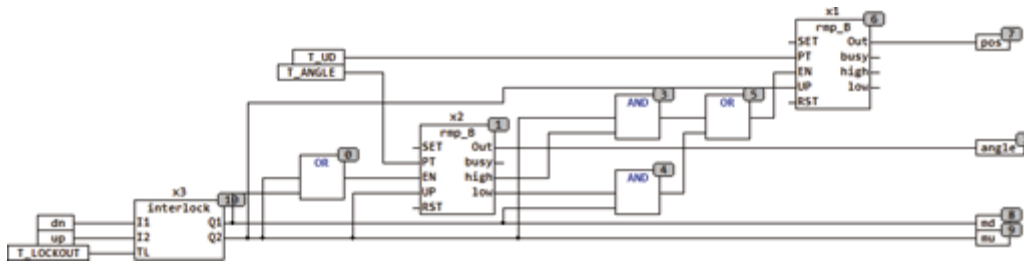 x1
6
rmp_B
SET Out
7
pos
T_UD
PT busy
T_ANGLE
EN high
UP low
RST
AND
3
OR
5
x2
1
rmp_B
SET Out
angle
OR
0
PT busy
EN high
AND
4
UP low
RST
x3
10
interlock
dn
I1 Q1
md
8
up
I2 Q2
mu
9
T_LOCKOUT
TL